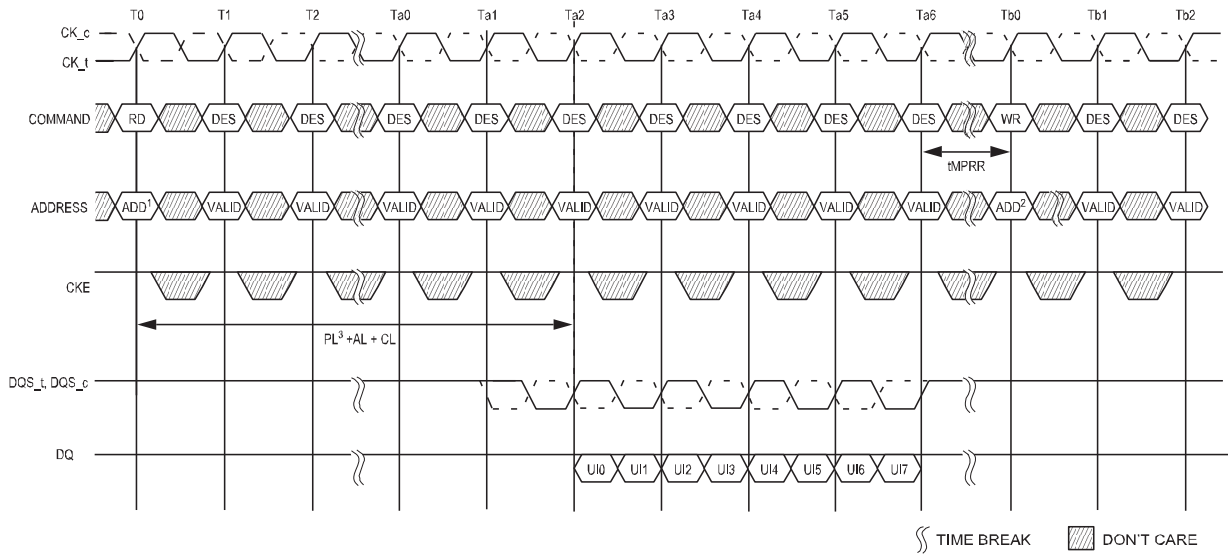 T0 T1 T2 Ta0 Ta1 Ta2 Ta3 Ta4 Ta5 Ta6 Tb0 Tb1 Tb2
CK_c
CK_t
COMMAND RD DES DES DES DES DES DES DES DES DES WR DES DES
tMPRR
ADDRESS ADD1 VALID VALID VALID VALID VALID VALID VALID VALID VALID ADD2 VALID VALID
CKE
PL3 +AL + CL
DQS_t, DQS_c
DQ UI0 UI1 UI2 UI3 UI4 UI5 UI6 UI7
TIME BREAK DON'T CARE